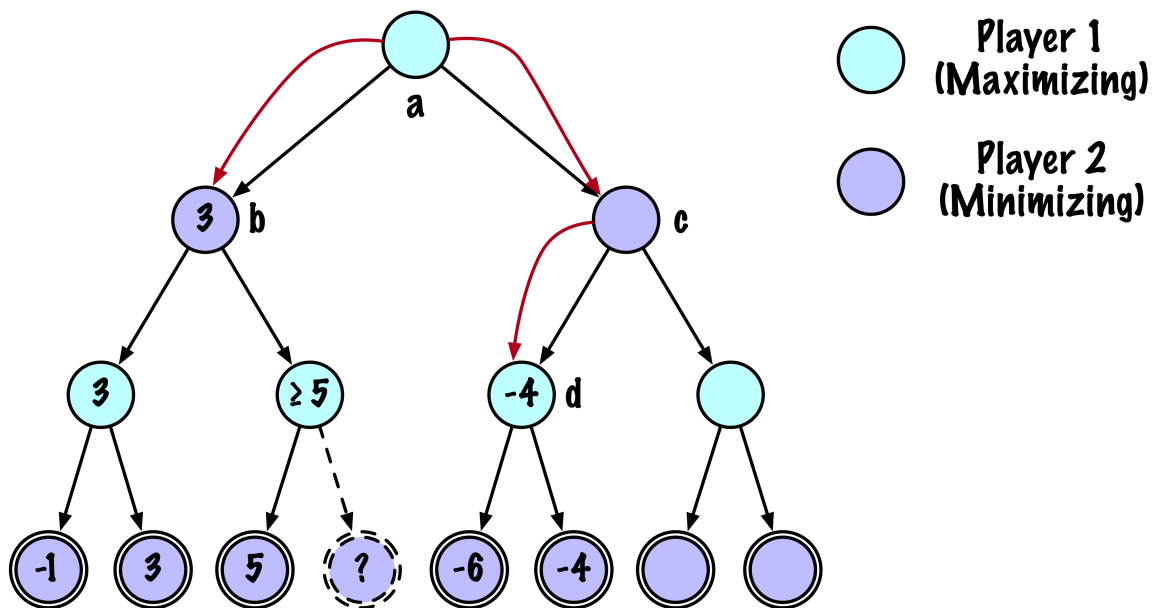 Player 1
(Maximizing)
a
Player 2
(Minimizing)
3
b
c
3
≥ 5
-4
d
-1
3
5
?
-6
-4